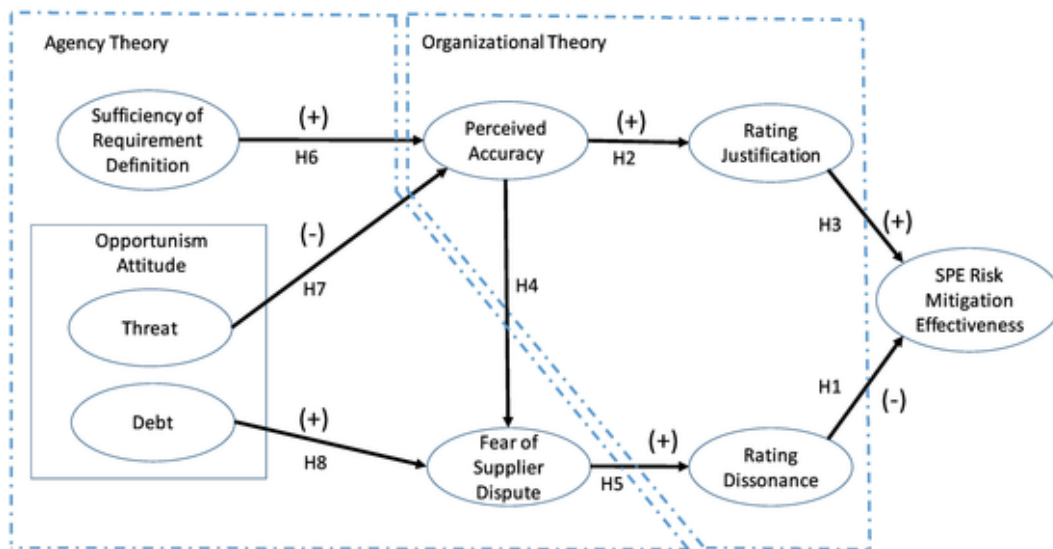 Agency Theory
Organizational Theory
Sufficiency of
Requirement
Definition
(+)
H6
Perceived
Accuracy
(+)
H2
Rating
Justification
H3
(+)
Opportunism
Attitude
(-)
H7
H4
Threat
SPE Risk
Mitigation
Effectiveness
H1
(-)
Debt
(+)
H8
Fear of
Supplier
Dispute
(+)
H5
Rating
Dissonance